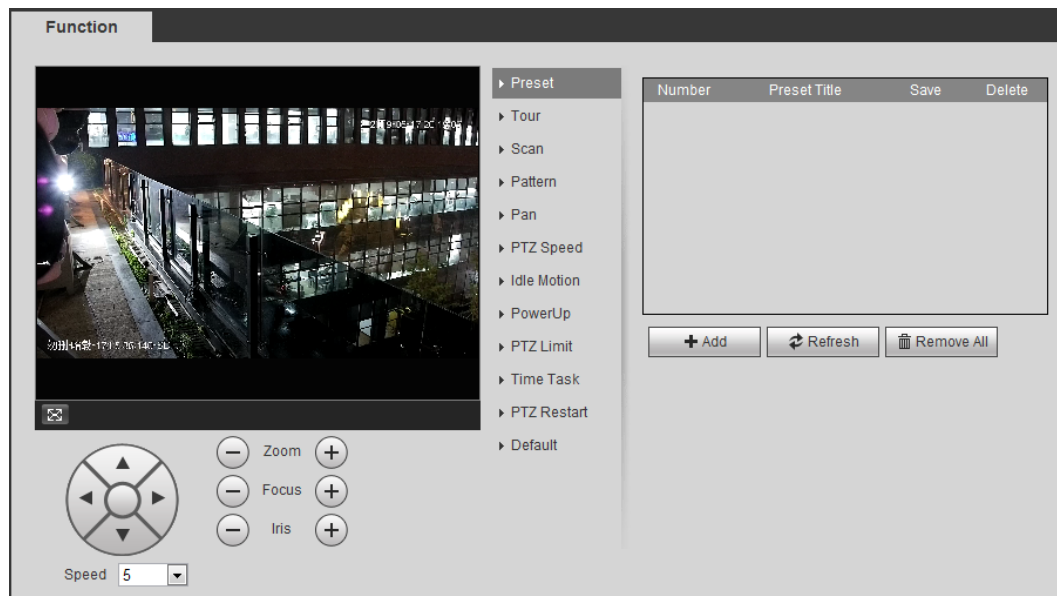 Function
Preset
Tour
Scan
Pattern
Pan
PTZ Speed
Idle Motion
PowerUp
PTZ Limit
Time Task
PTZ Restart
Default
Number Preset Title Save Delete
Add Refresh Remove All
Zoom
Focus
Iris
Speed 5